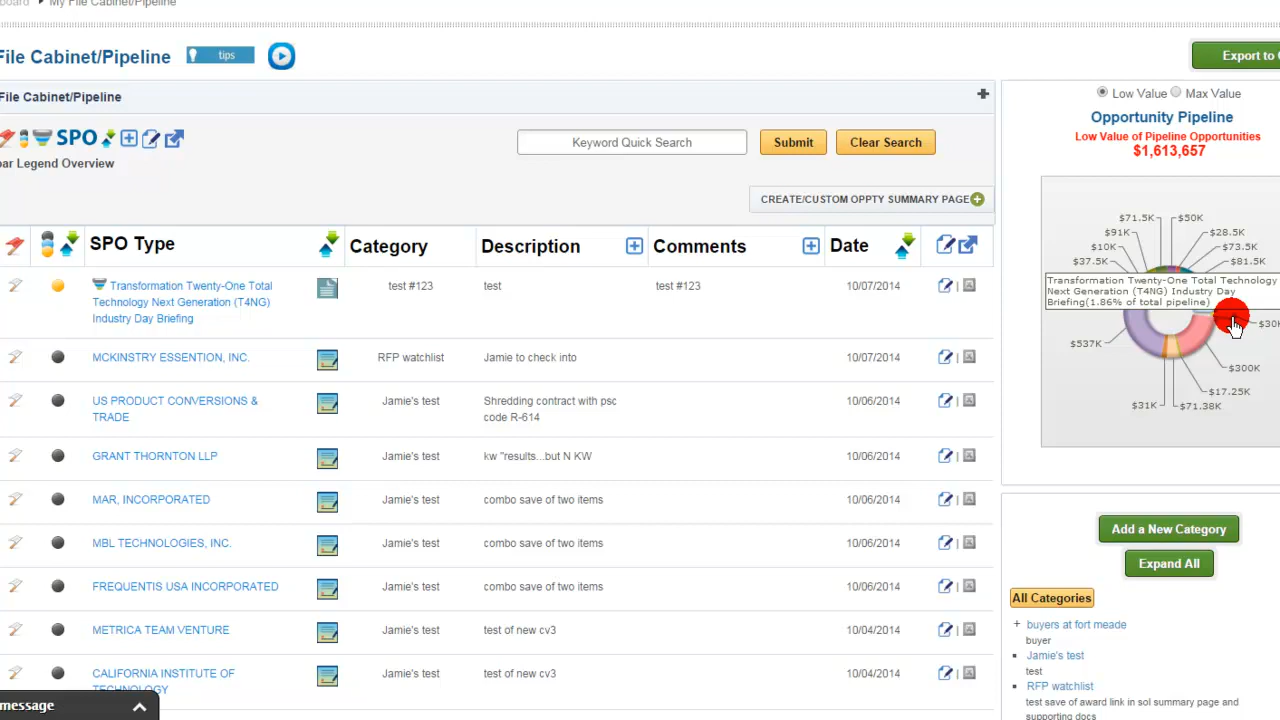 My File Cabinet/Pipeline
File Cabinet/Pipeline
tips
Export to
File Cabinet/Pipeline
+
SPO
Legend Overview
Keyword Quick Search
Submit
Clear Search
CREATE/CUSTOM OPPTY SUMMARY PAGE
SPO Type
Category
Description
Comments
Date
Transformation Twenty-One Total
Technology Next Generation (T4NG)
Industry Day Briefing
test #123
test
test #123
10/07/2014
MCKINSTRY ESSENTION, INC.
RFP watchlist
Jamie to check into
10/07/2014
US PRODUCT CONVERSIONS &
TRADE
Jamie's test
Shredding contract with psc
code R-614
10/06/2014
GRANT THORNTON LLP
Jamie's test
kw "results...but N KW
10/06/2014
MAR, INCORPORATED
Jamie's test
combo save of two items
10/06/2014
MBL TECHNOLOGIES, INC.
Jamie's test
combo save of two items
10/06/2014
FREQUENTIS USA INCORPORATED
Jamie's test
combo save of two items
10/06/2014
METRICA TEAM VENTURE
Jamie's test
test of new cv3
10/04/2014
CALIFORNIA INSTITUTE OF
TECHNOLOGY
Jamie's test
test of new cv3
10/04/2014
message
Low Value
Max Value
Opportunity Pipeline
Low Value of Pipeline Opportunities
$1,613,657
$71.5K
$50K
$91K
$28.5K
$10K
$73.5K
$37.5K
$81.5K
Transformation Twenty-One Total Technology
Next Generation (T4NG) Industry Day
Briefing(1.86% of total pipeline)
$537K
$300K
$17.25K
$31K
$71.38K
Add a New Category
Expand All
All Categories
+ buyers at fort meade
buyer
Jamie's test
test
RFP watchlist
test save of award link in sol summary page and
supporting docs